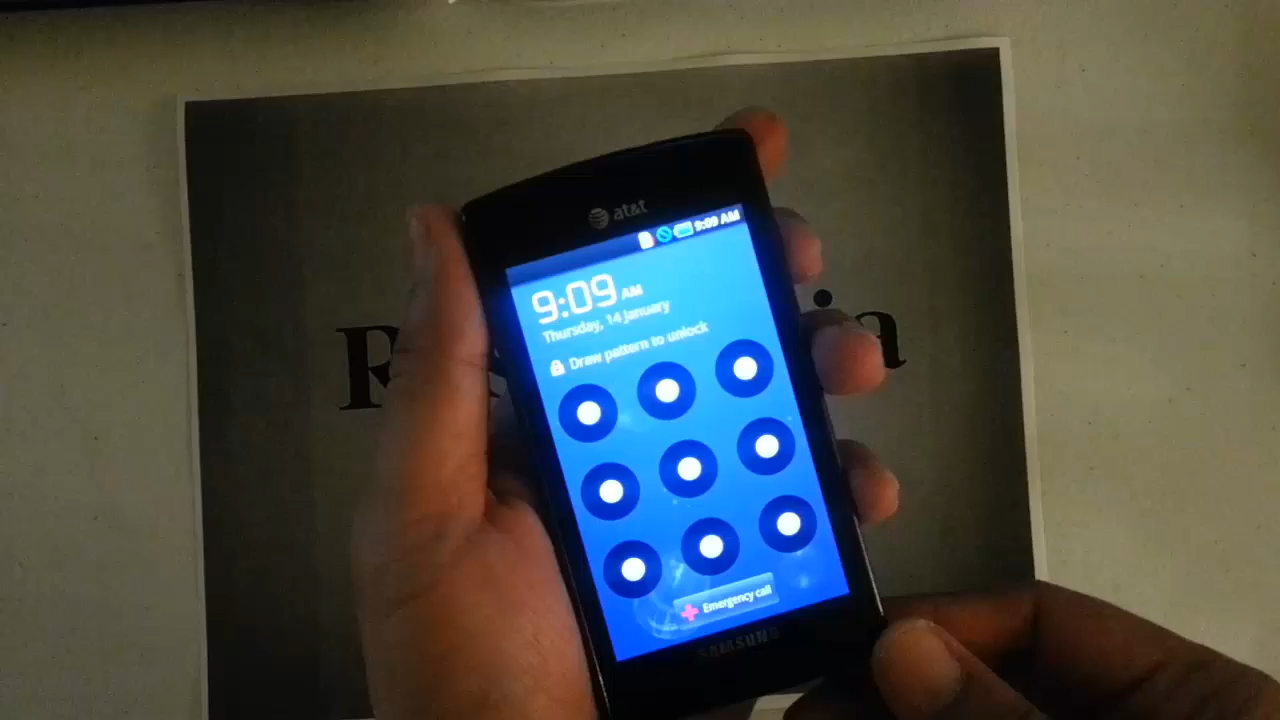 at&t
9:09 AM
9:09 AM
Thursday, 14 January
Draw pattern to unlock
Emergency call
SAMSUNG